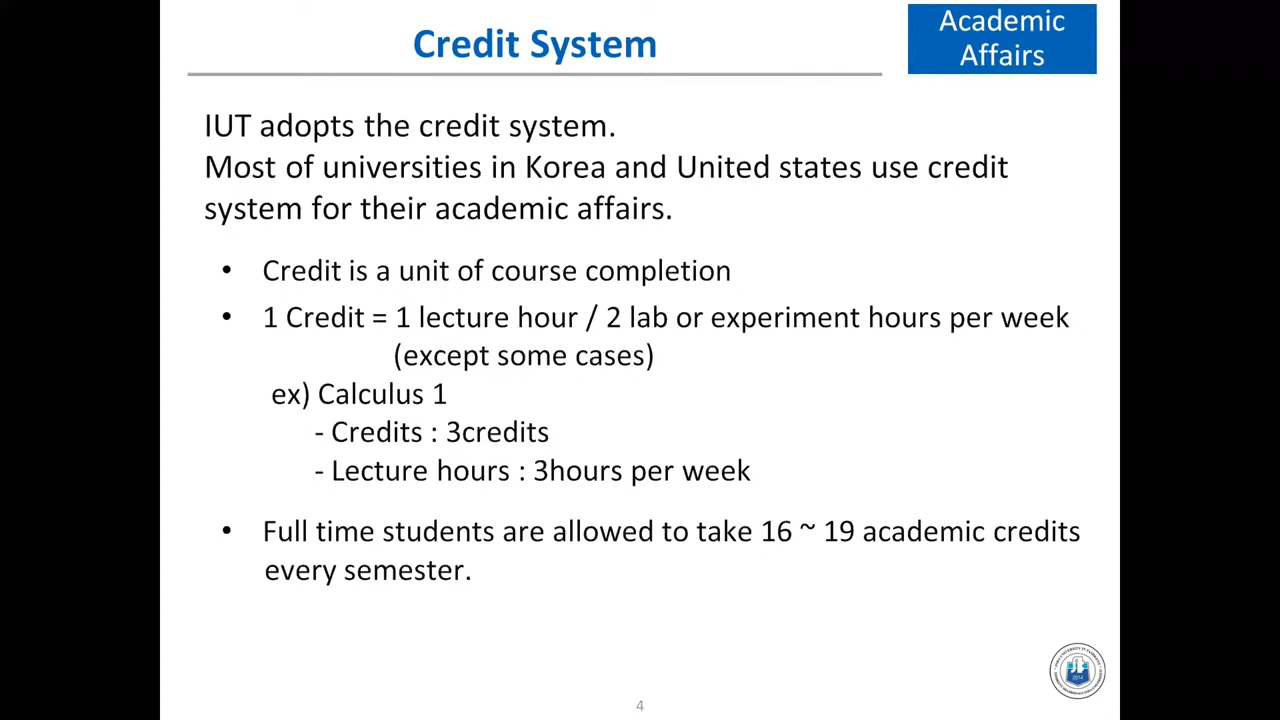 Credit System
Academic
Affairs
IUT adopts the credit system.
Most of universities in Korea and United states use credit
system for their academic affairs.
• Credit is a unit of course completion
• 1 Credit = 1 lecture hour / 2 lab or experiment hours per week
(except some cases)
ex) Calculus 1
- Credits : 3credits
- Lecture hours : 3hours per week
• Full time students are allowed to take 16 ~ 19 academic credits
every semester.
2014
4